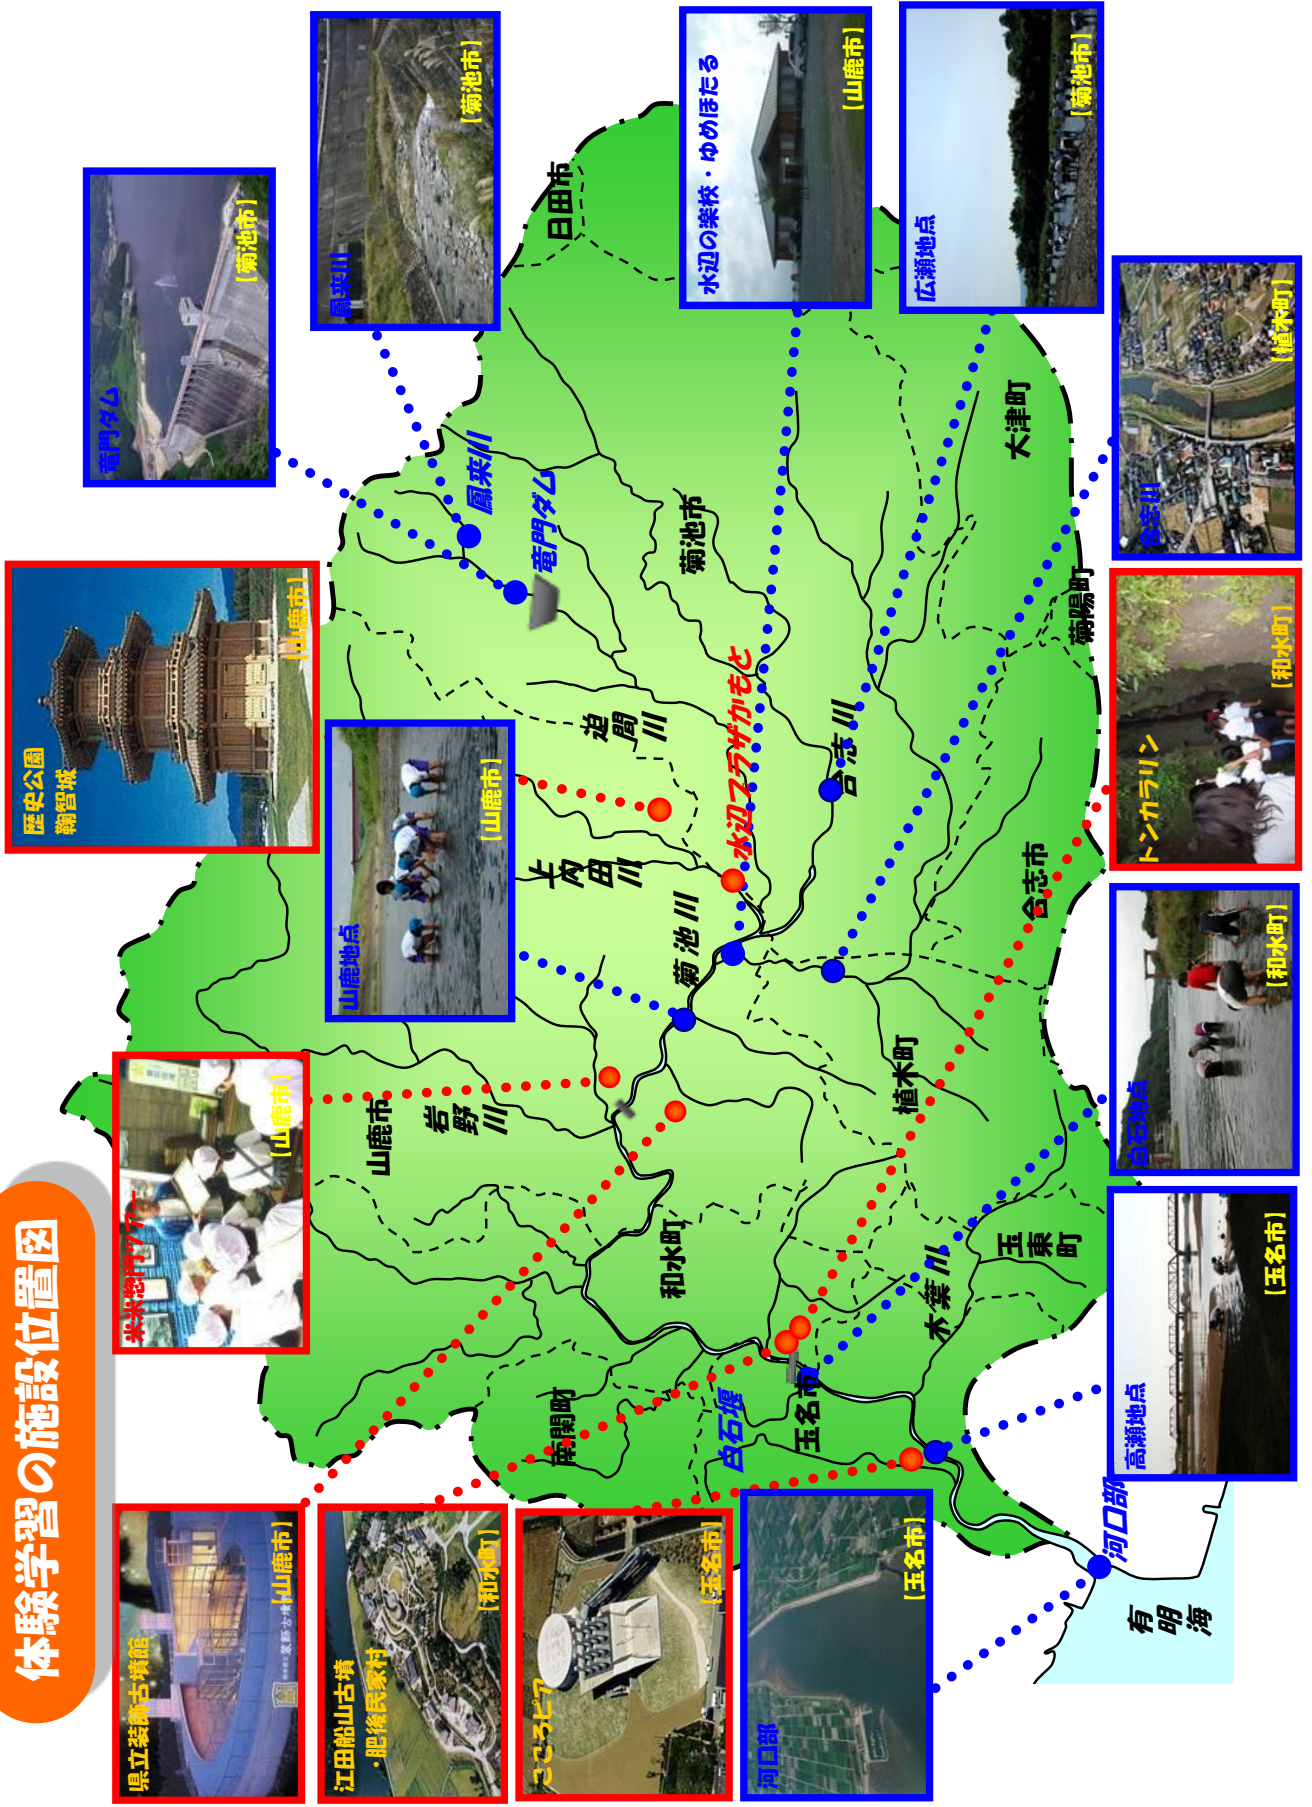 体験学習の施設位置図
県立装飾古墳館
【山鹿市】
江田船山古墳
・肥後民家村
【和水町】
こころピア
【玉名市】
河口部
【玉名市】
米米惣門ツアー
【山鹿市】
歴史公園
鞠智城
【山鹿市】
山鹿地点
【山鹿市】
竜門ダム
【菊池市】
鳳来川
【菊池市】
水辺の楽校・ゆめほたる
【山鹿市】
広瀬地点
【菊池市】
合志川
【植木町】
トンカラリン
【和水町】
白石地点
【和水町】
高瀬地点
【玉名市】
日田市
鳳来川
竜門ダム
菊池市
大津町
菊陽町
迫間川
水辺プラザかもと
合志川
上内田川
菊池川
合志市
山鹿市
岩野川
植木町
和水町
玉東町
木葉川
南関町
白石堰
玉名市
河口部
有明海